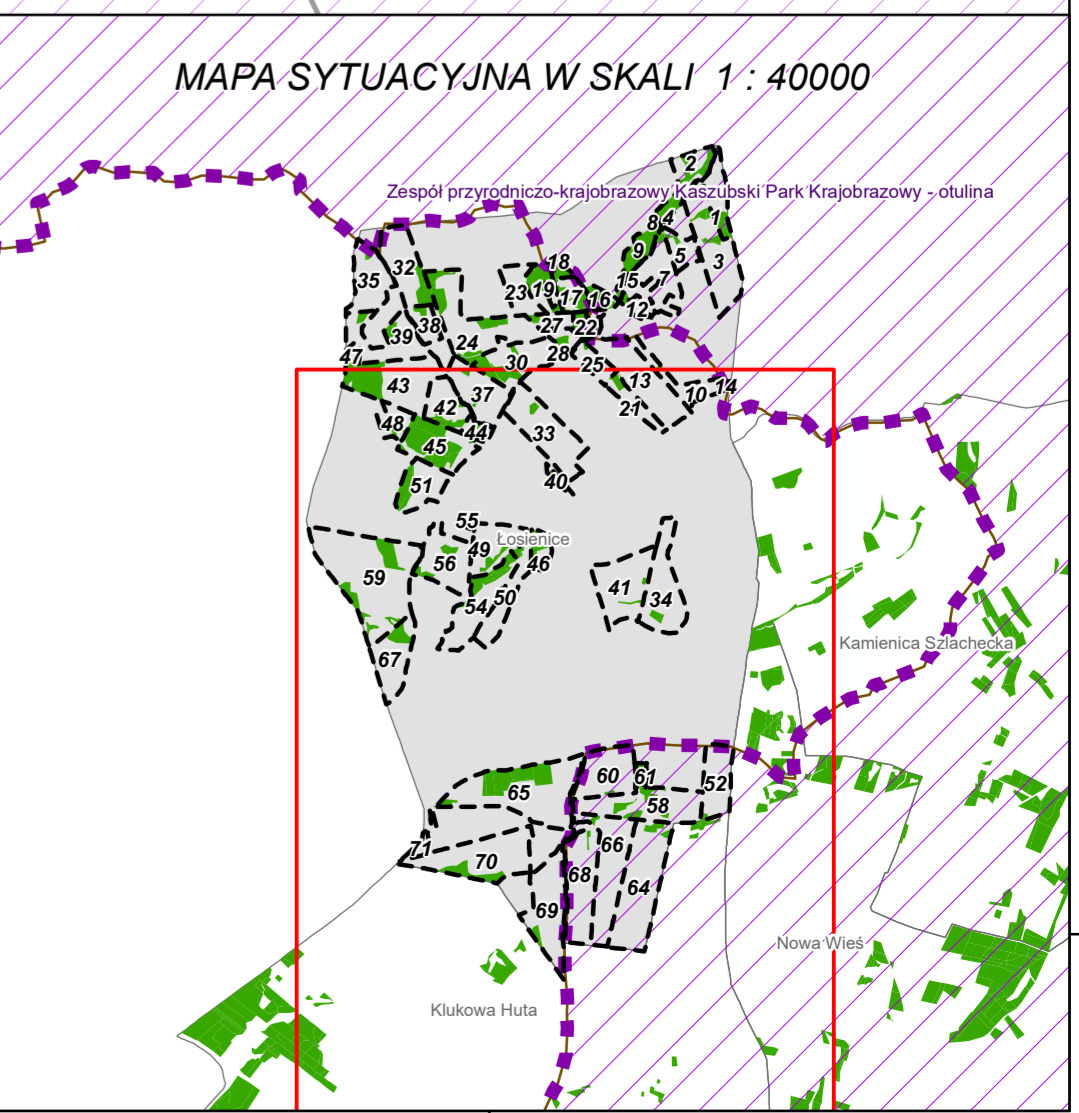 MAPA SYTUACYJNA W SKALI 1 : 40000
2
Zespół przyrodniczo-krajobrazowy Kaszubski Park Krajobrazowy - otulina
8 4 1
9 5 3
32 18
35 15 7
23 19 17 16 12
38 27 22
39 24
47 30 28 25
43 37 13 14
42 21 10
48 44 33
45
51 40
55 Łosienice
49
56 46
59 41 34
54 50
Kamienica Szlachecka
67
60 61 52
65 58
71 66
70 68 64
69
Nowa Wieś
Klukowa Huta